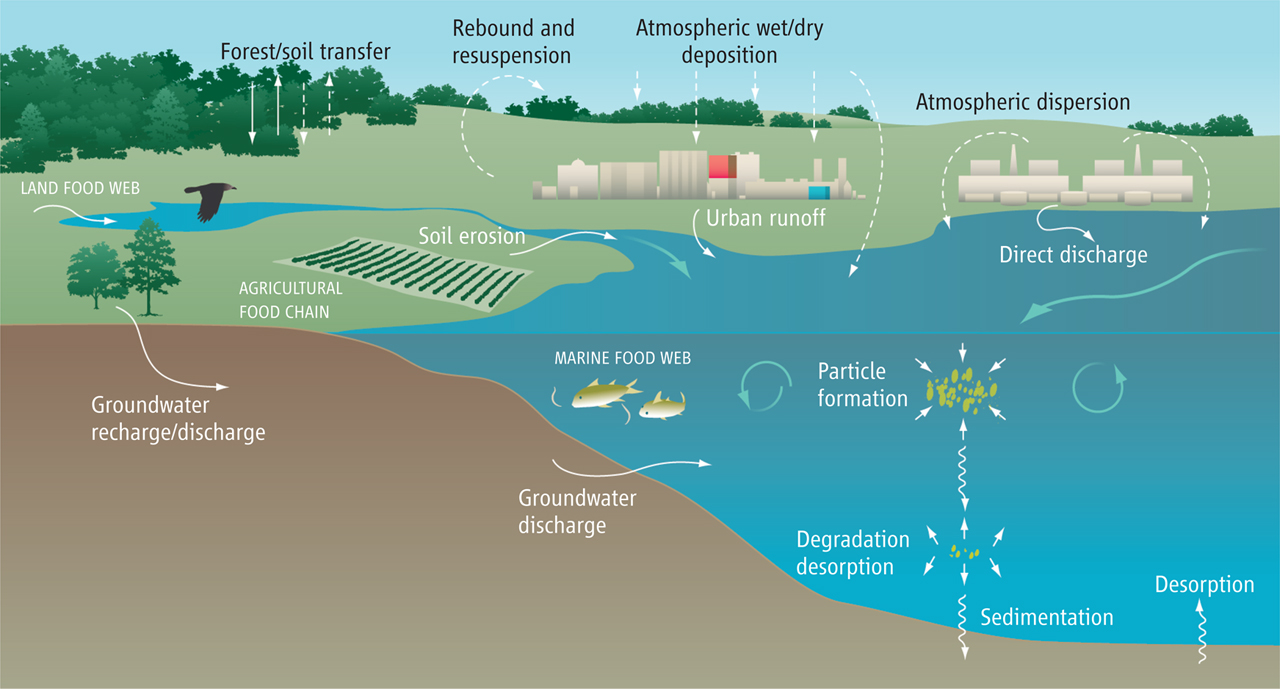 Forest/soil transfer
Rebound and
resuspension
Atmospheric wet/dry
deposition
Atmospheric dispersion
LAND FOOD WEB
Soil erosion
Urban runoff
Direct discharge
AGRICULTURAL
FOOD CHAIN
MARINE FOOD WEB
Particle
formation
Groundwater
recharge/discharge
Groundwater
discharge
Degradation
desorption
Desorption
Sedimentation